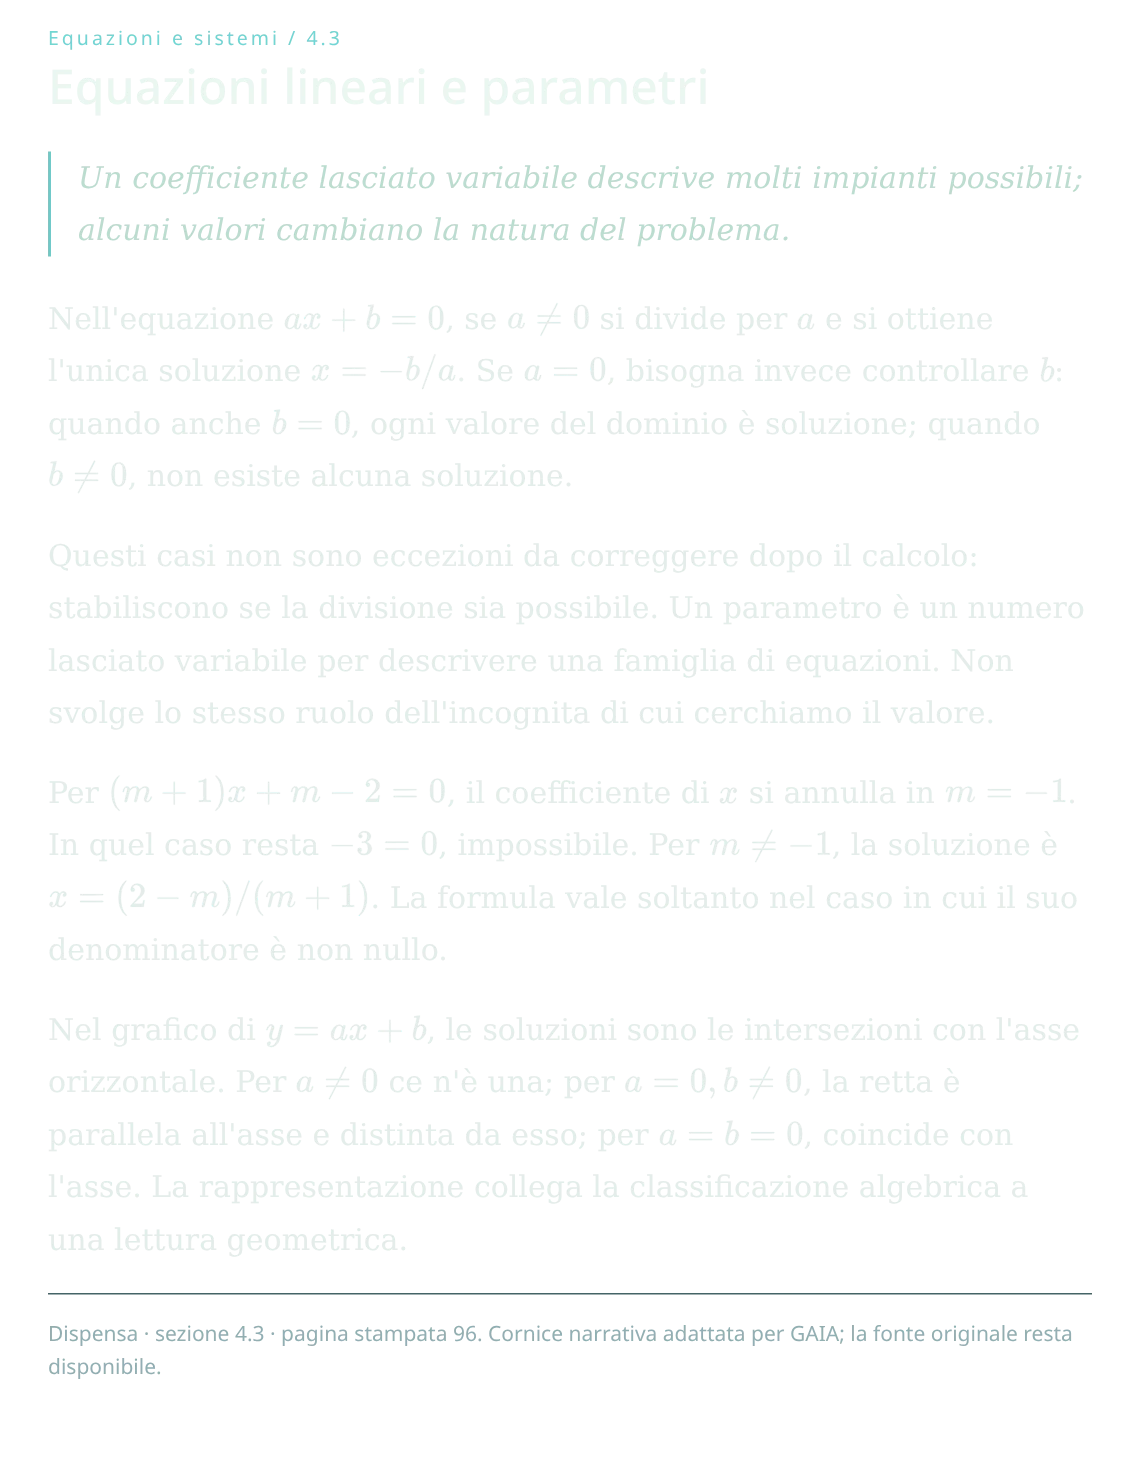 Equazioni e sistemi / 4.3
Equazioni lineari e parametri
Un coefficiente lasciato variabile descrive molti impianti possibili;
alcuni valori cambiano la natura del problema.
Nell'equazione ax + b = 0, se a ≠ 0 si divide per a e si ottiene
l'unica soluzione x = −b/a. Se a = 0, bisogna invece controllare b:
quando anche b = 0, ogni valore del dominio è soluzione; quando
b ≠ 0, non esiste alcuna soluzione.
Questi casi non sono eccezioni da correggere dopo il calcolo:
stabiliscono se la divisione sia possibile. Un parametro è un numero
lasciato variabile per descrivere una famiglia di equazioni. Non
svolge lo stesso ruolo dell'incognita di cui cerchiamo il valore.
Per (m + 1)x + m − 2 = 0, il coefficiente di x si annulla in m = −1.
In quel caso resta −3 = 0, impossibile. Per m ≠ −1, la soluzione è
x = (2 − m)/(m + 1). La formula vale soltanto nel caso in cui il suo
denominatore è non nullo.
Nel grafico di y = ax + b, le soluzioni sono le intersezioni con l'asse
orizzontale. Per a ≠ 0 ce n'è una; per a = 0, b ≠ 0, la retta è
parallela all'asse e distinta da esso; per a = b = 0, coincide con
l'asse. La rappresentazione collega la classificazione algebrica a
una lettura geometrica.
Dispensa · sezione 4.3 · pagina stampata 96. Cornice narrativa adattata per GAIA; la fonte originale resta
disponibile.